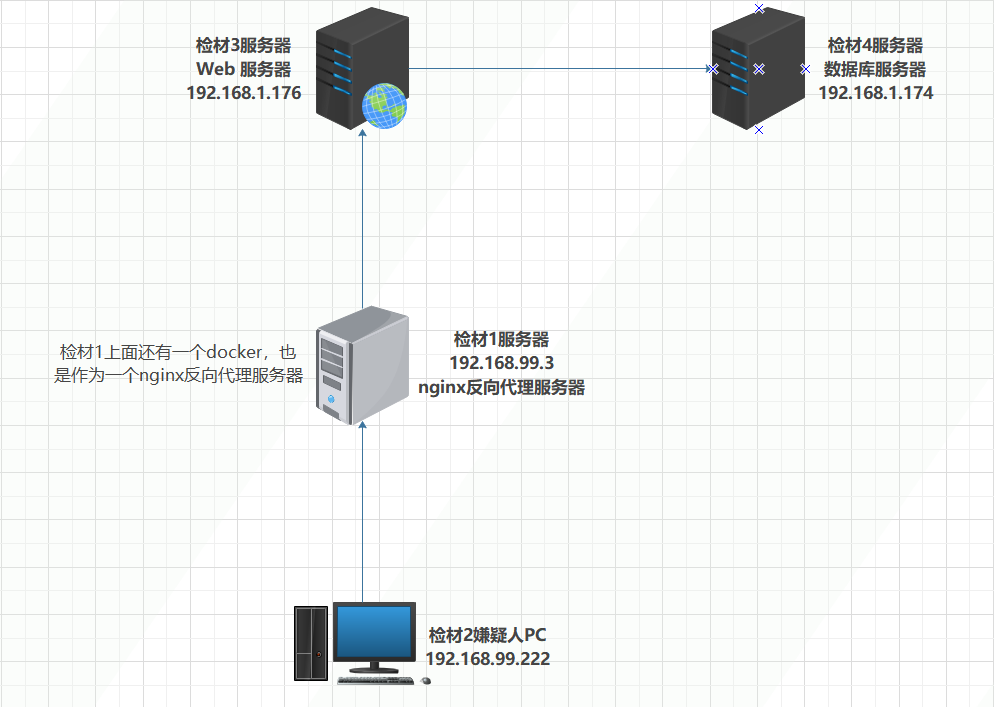 检材3服务器
Web 服务器
192.168.1.176
检材4服务器
数据库服务器
192.168.1.174
检材1上面还有一个docker，也
是作为一个nginx反向代理服务器
检材1服务器
192.168.99.3
nginx反向代理服务器
检材2嫌疑人PC
192.168.99.222